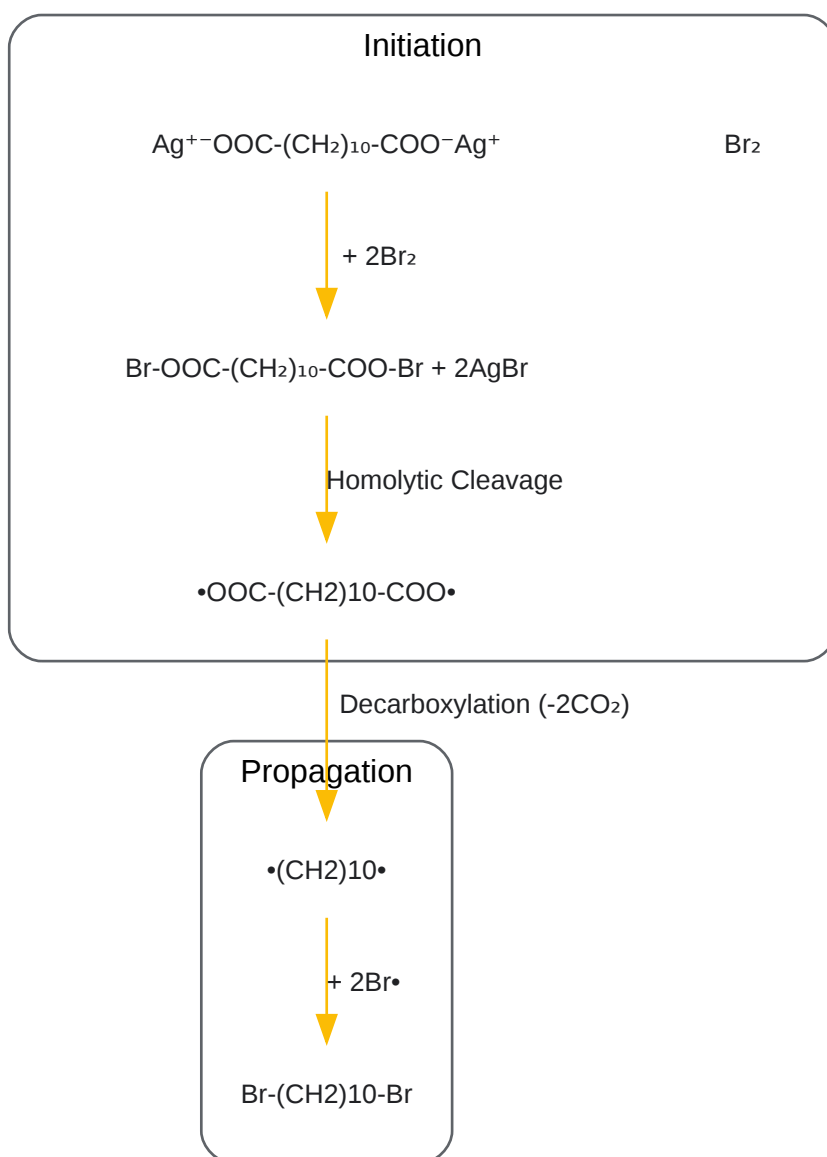 Initiation
Ag⁺⁻OOC-(CH₂)₁₀-COO⁻Ag⁺
Br₂
+ 2Br₂
Br-OOC-(CH₂)₁₀-COO-Br + 2AgBr
Homolytic Cleavage
•OOC-(CH2)10-COO•
Decarboxylation (-2CO₂)
Propagation
•(CH2)10•
+ 2Br•
Br-(CH2)10-Br